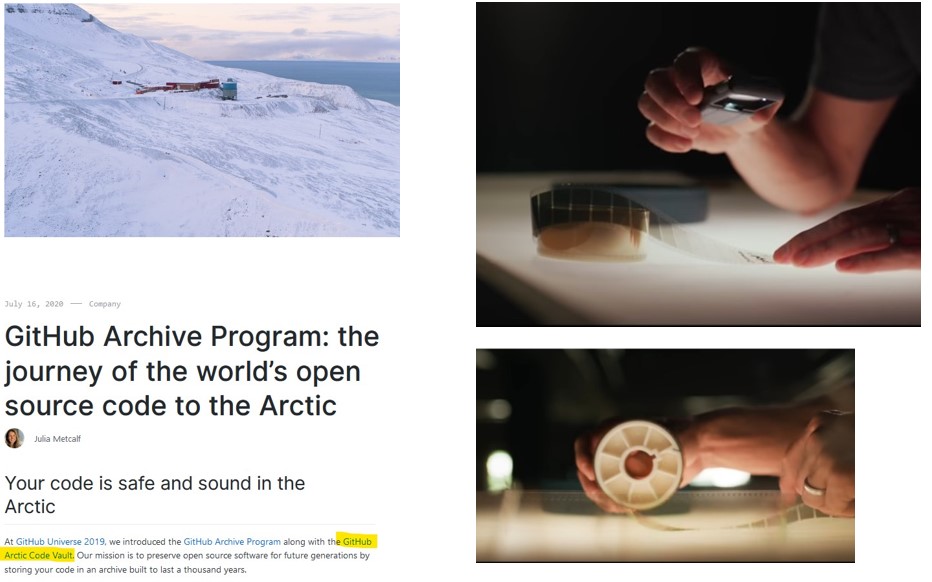 July 16, 2020 — Company
GitHub Archive Program: the
journey of the world's open
source code to the Arctic
Julia Metcalf
Your code is safe and sound in the
Arctic
At GitHub Universe 2019, we introduced the GitHub Archive Program along with the GitHub
Arctic Code Vault. Our mission is to preserve open source software for future generations by
storing your code in an archive built to last a thousand years.